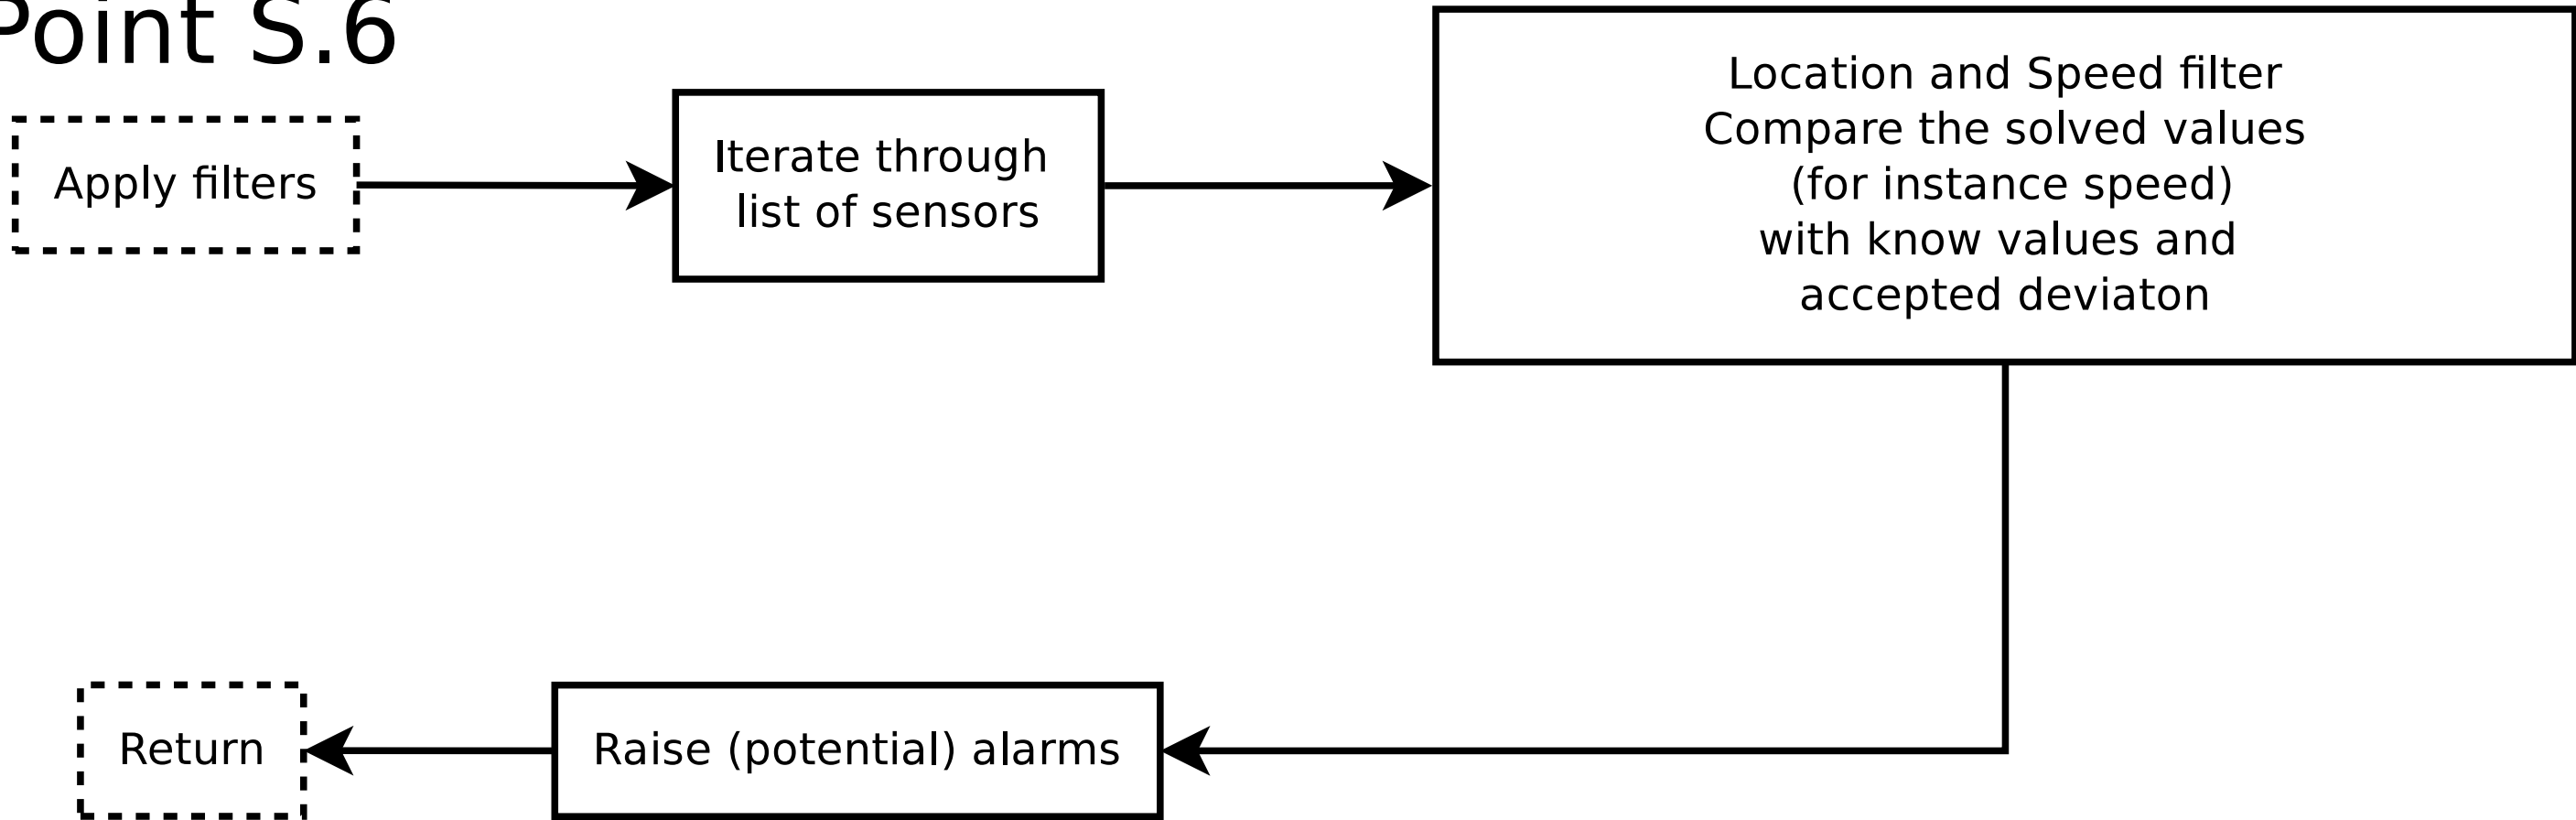 Point S.6
Apply filters
Iterate through
list of sensors
Location and Speed filter
Compare the solved values
(for instance speed)
with know values and
accepted deviaton
Raise (potential) alarms
Return